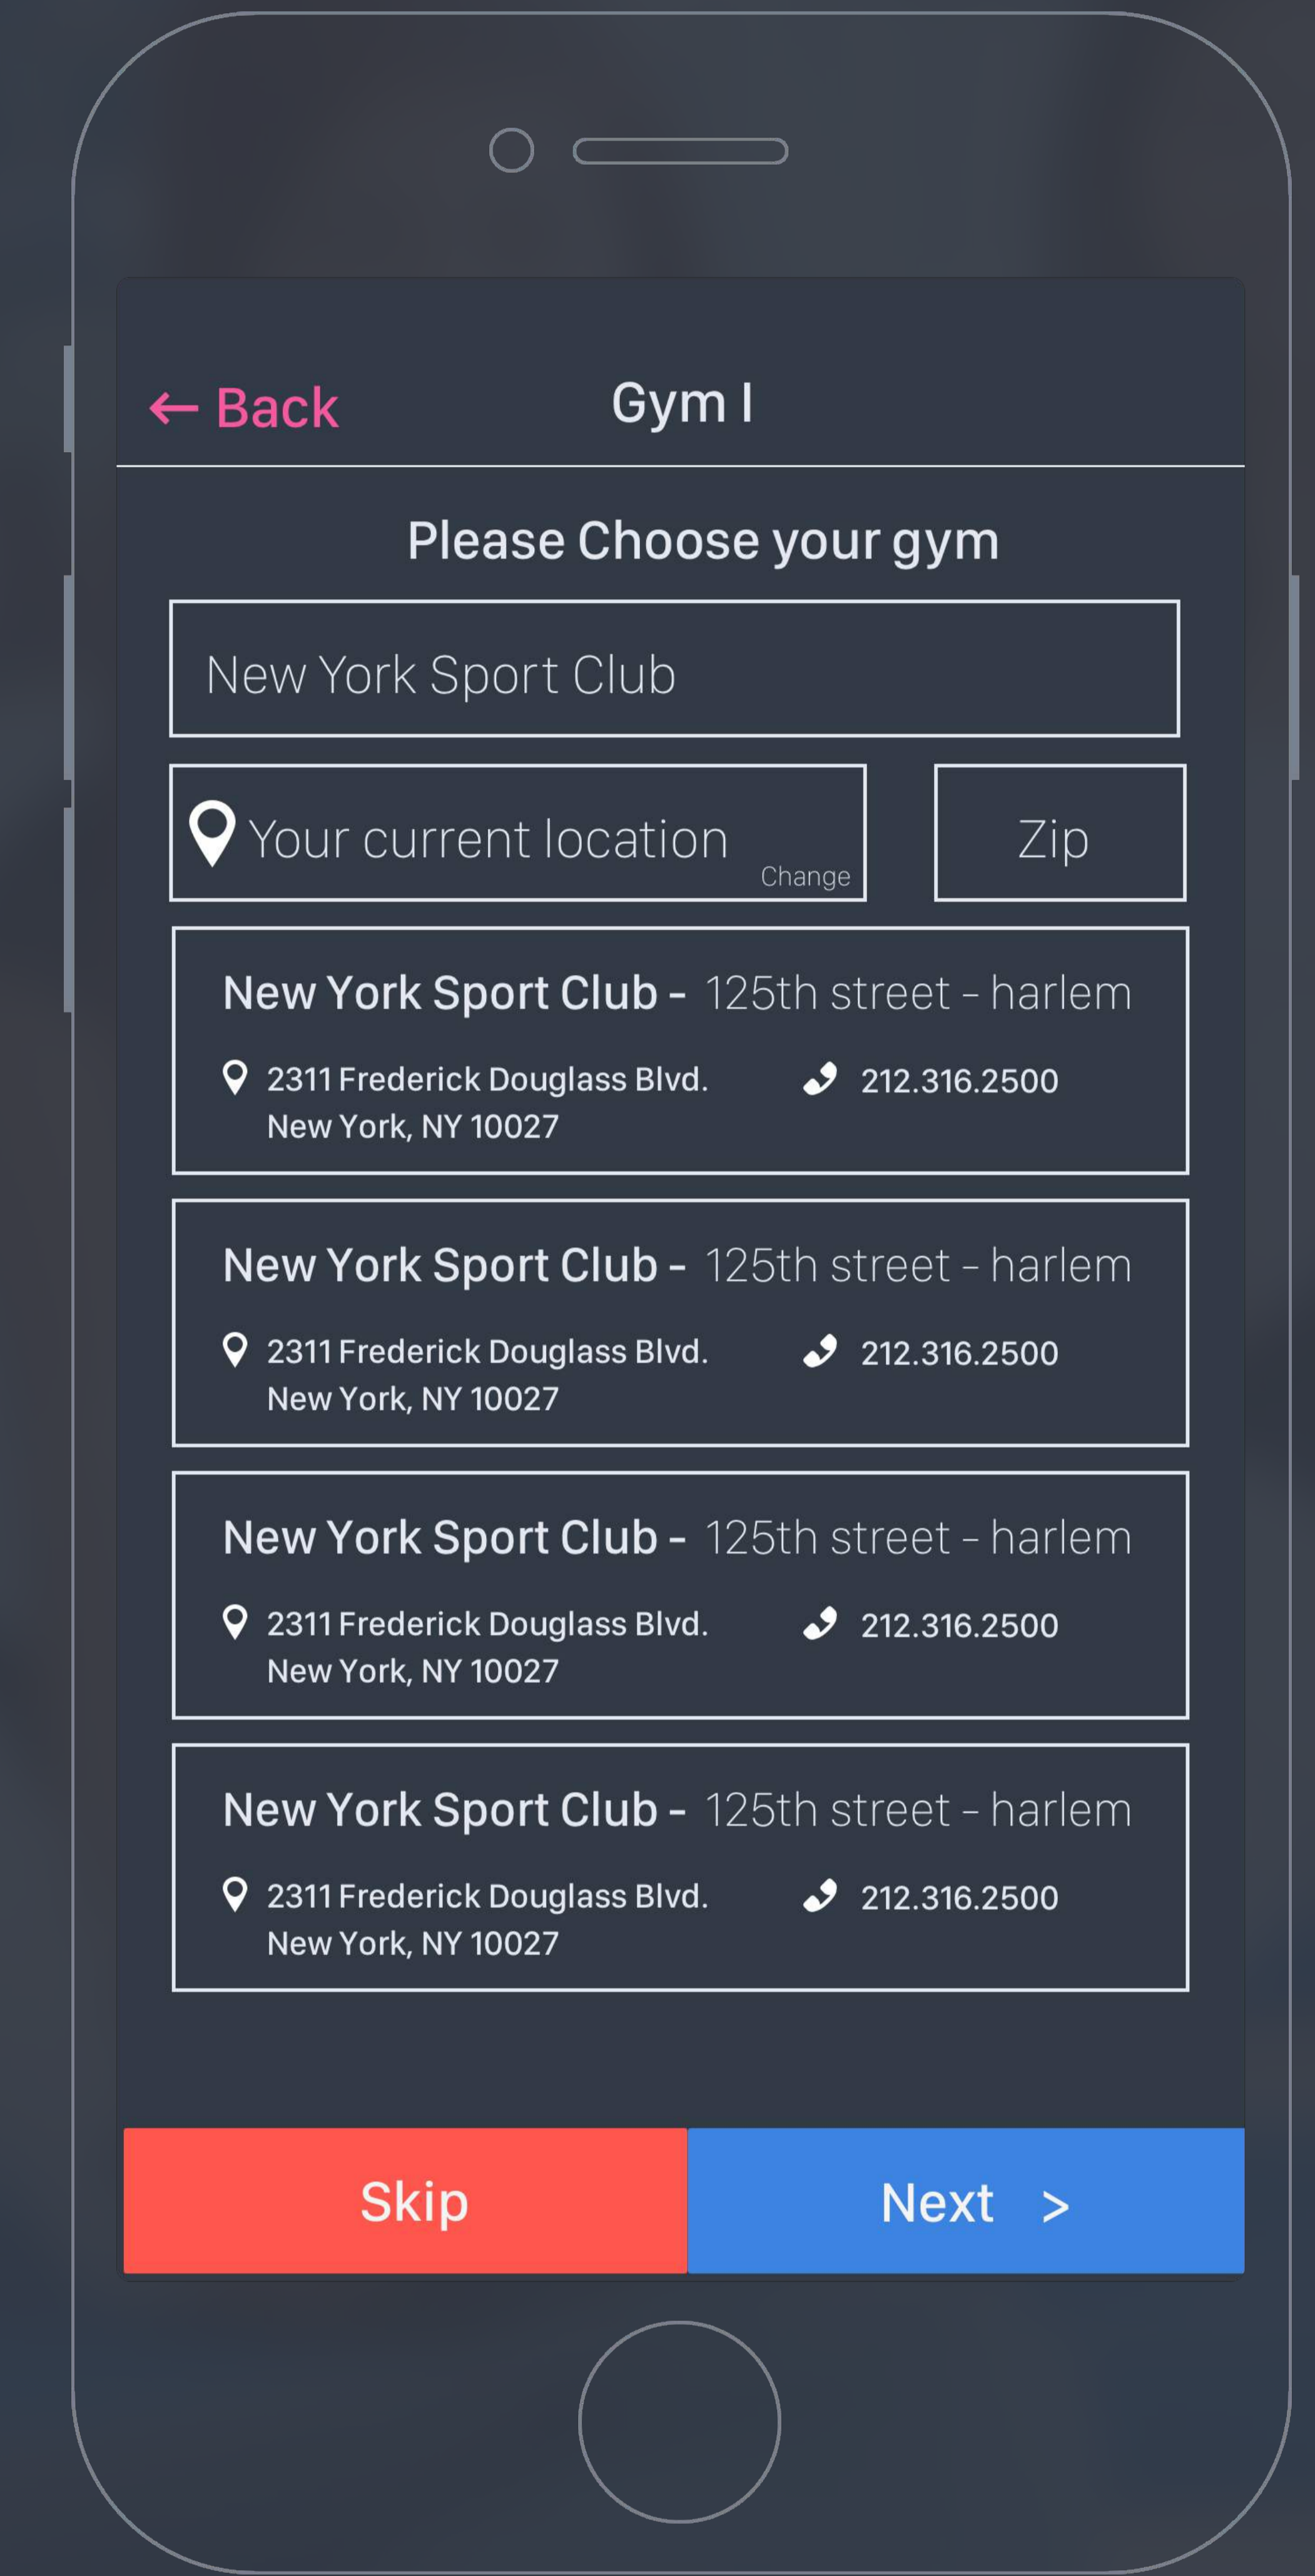 ← Back
Gym I
Please Choose your gym
New York Sport Club
Your current location
Change
Zip
New York Sport Club - 125th street - harlem
2311 Frederick Douglass Blvd.
New York, NY 10027
212.316.2500
New York Sport Club - 125th street - harlem
2311 Frederick Douglass Blvd.
New York, NY 10027
212.316.2500
New York Sport Club - 125th street - harlem
2311 Frederick Douglass Blvd.
New York, NY 10027
212.316.2500
New York Sport Club - 125th street - harlem
2311 Frederick Douglass Blvd.
New York, NY 10027
212.316.2500
Skip
Next >